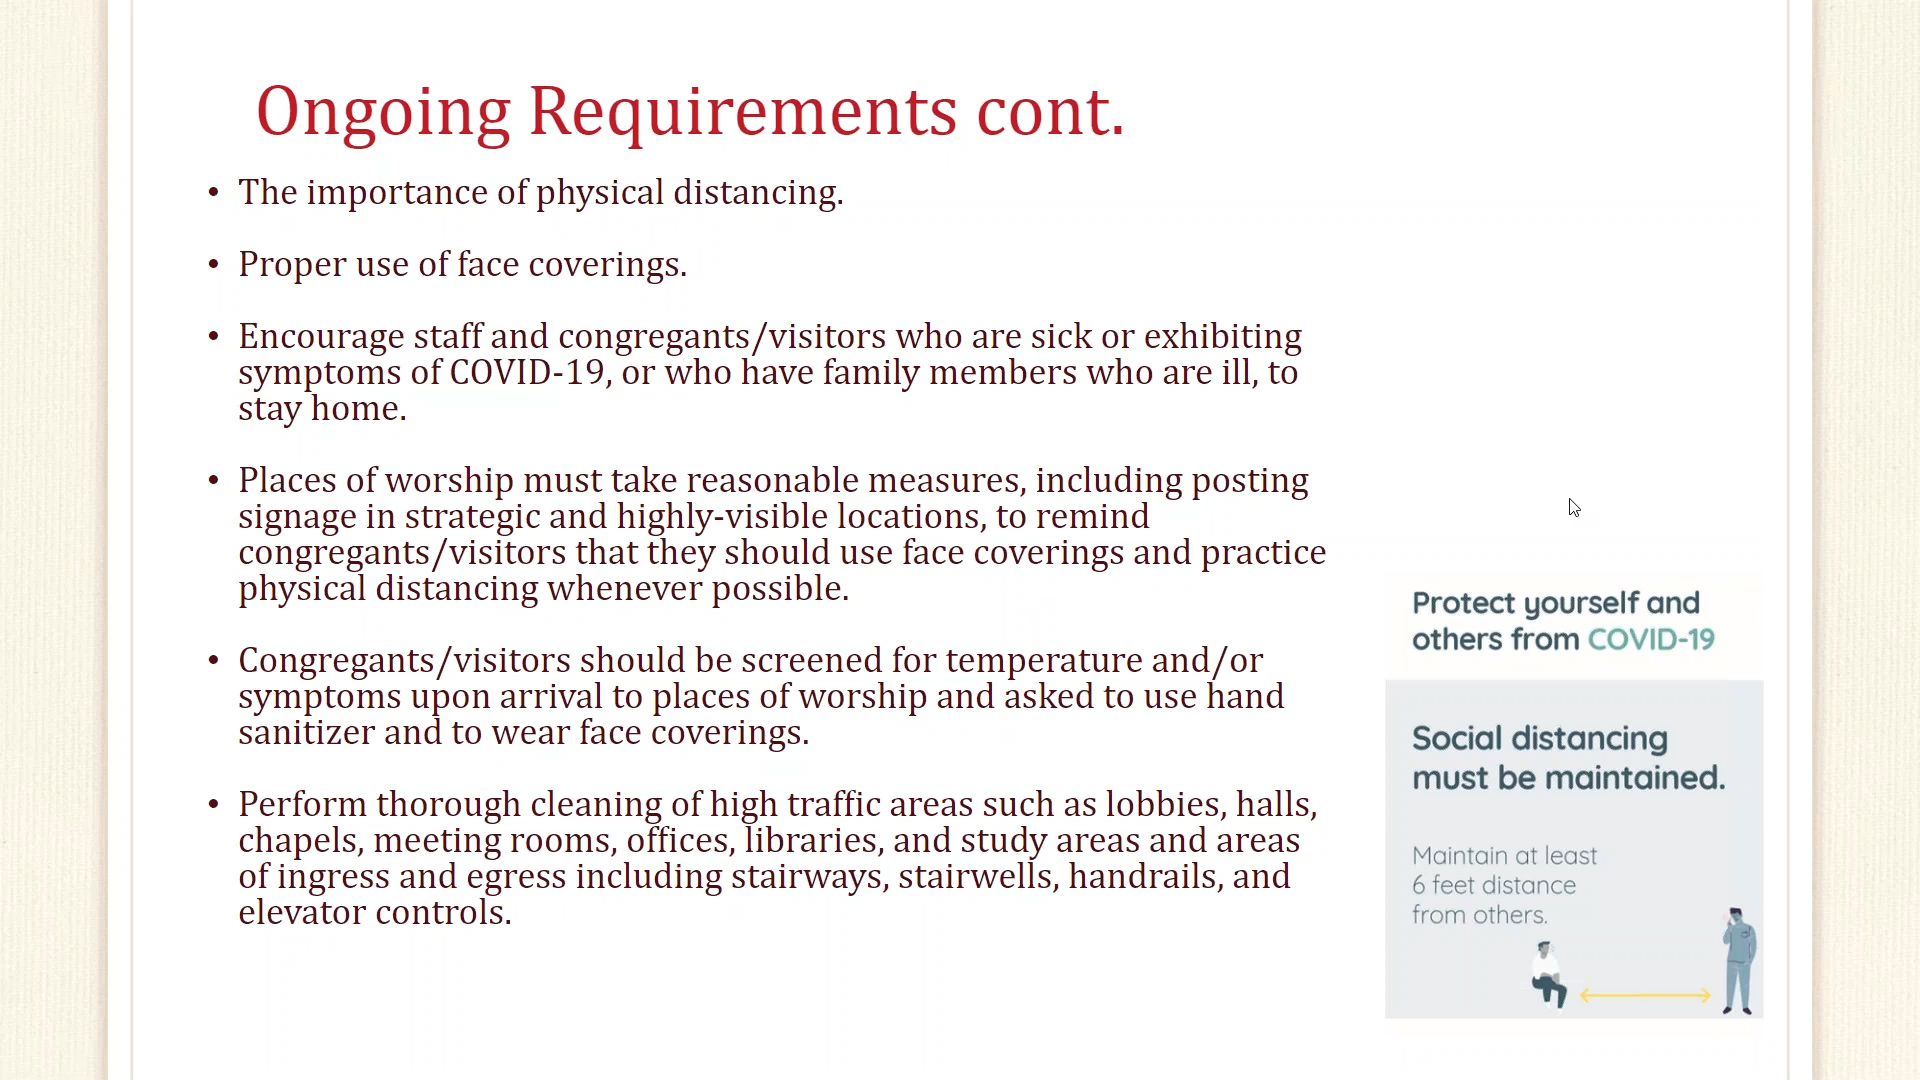 Ongoing Requirements cont.
• The importance of physical distancing.
• Proper use of face coverings.
• Encourage staff and congregants/visitors who are sick or exhibiting
symptoms of COVID-19, or who have family members who are ill, to
stay home.
• Places of worship must take reasonable measures, including posting
signage in strategic and highly-visible locations, to remind
congregants/visitors that they should use face coverings and practice
physical distancing whenever possible.
• Congregants/visitors should be screened for temperature and/or
symptoms upon arrival to places of worship and asked to use hand
sanitizer and to wear face coverings.
• Perform thorough cleaning of high traffic areas such as lobbies, halls,
chapels, meeting rooms, offices, libraries, and study areas and areas
of ingress and egress including stairways, stairwells, handrails, and
elevator controls.
Protect yourself and
others from COVID-19
Social distancing
must be maintained.
Maintain at least
6 feet distance
from others.